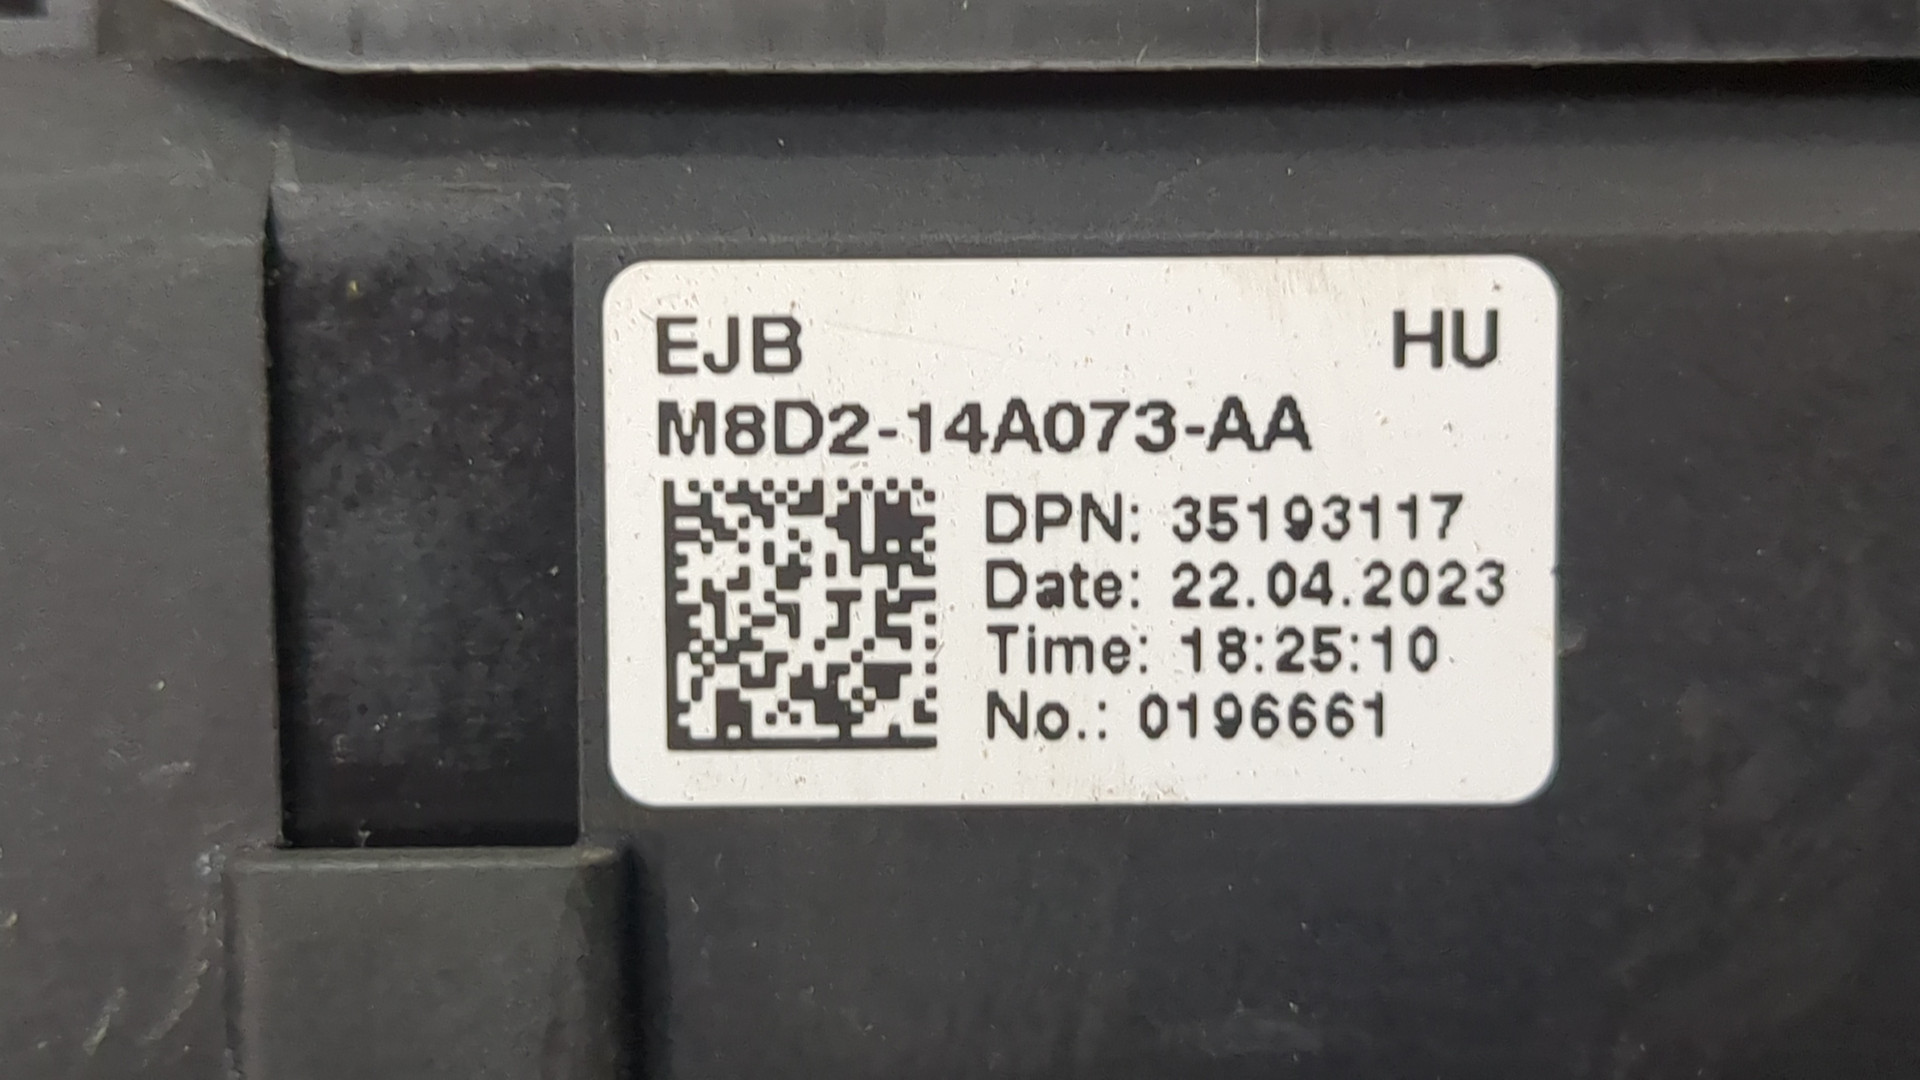 EJB HU
M8D2-14A073-AA
DPN: 35193117
Date: 22.04.2023
Time: 18:25:10
No.: 0196661